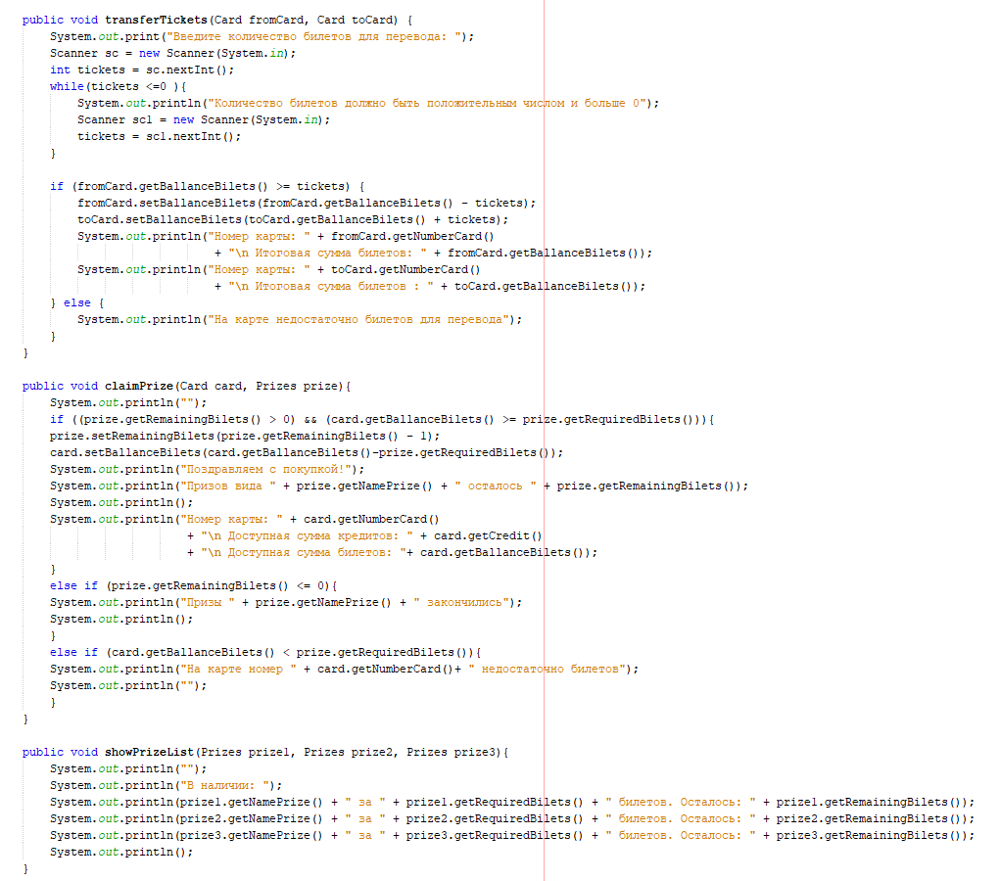 public void transferTickets(Card fromCard, Card toCard) {
System.out.print("Введите количество билетов для перевода: ");
Scanner sc = new Scanner(System.in);
int tickets = sc.nextInt();
while(tickets <=0 ){
System.out.println("Количество билетов должно быть положительным числом и больше 0");
Scanner sc1 = new Scanner(System.in);
tickets = sc1.nextInt();
}
if (fromCard.getBallanceBilets() >= tickets) {
fromCard.setBallanceBilets(fromCard.getBallanceBilets() - tickets);
toCard.setBallanceBilets(toCard.getBallanceBilets() + tickets);
System.out.println("Номер карты: " + fromCard.getNumberCard()
+ "\n Итоговая сумма билетов: " + fromCard.getBallanceBilets());
System.out.println("Номер карты: " + toCard.getNumberCard()
+ "\n Итоговая сумма билетов : " + toCard.getBallanceBilets());
} else {
System.out.println("На карте недостаточно билетов для перевода");
}
}
public void claimPrize(Card card, Prizes prize){
System.out.println("");
if ((prize.getRemainingBilets() > 0) && (card.getBallanceBilets() >= prize.getRequiredBilets())){
prize.setRemainingBilets(prize.getRemainingBilets() - 1);
card.setBallanceBilets(card.getBallanceBilets()-prize.getRequiredBilets());
System.out.println("Поздравляем с покупкой!");
System.out.println("Призов вида " + prize.getNamePrize() + " осталось " + prize.getRemainingBilets());
System.out.println();
System.out.println("Номер карты: " + card.getNumberCard()
+ "\n Доступная сумма кредитов: " + card.getCredit()
+ "\n Доступная сумма билетов: "+ card.getBallanceBilets());
}
else if (prize.getRemainingBilets() <= 0){
System.out.println("Призы " + prize.getNamePrize() + " закончились");
System.out.println();
}
else if (card.getBallanceBilets() < prize.getRequiredBilets()){
System.out.println("На карте номер " + card.getNumberCard()+ " недостаточно билетов");
System.out.println("");
}
}
public void showPrizeList(Prizes prize1, Prizes prize2, Prizes prize3){
System.out.println("");
System.out.println("В наличии: ");
System.out.println(prize1.getNamePrize() + " за " + prize1.getRequiredBilets() + " билетов. Осталось: " + prize1.getRemainingBilets());
System.out.println(prize2.getNamePrize() + " за " + prize2.getRequiredBilets() + " билетов. Осталось: " + prize2.getRemainingBilets());
System.out.println(prize3.getNamePrize() + " за " + prize3.getRequiredBilets() + " билетов. Осталось: " + prize3.getRemainingBilets());
System.out.println();
}